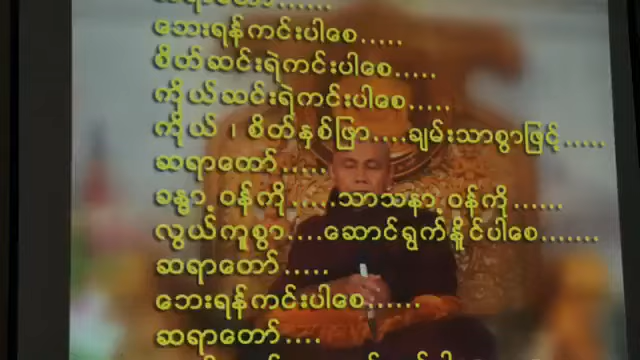 ဆရာတော်......
ဘေးရန်ကင်းပါစေ.....
စိတ်ဆင်းရဲကင်းပါစေ.....
ကိုယ်ဆင်းရဲကင်းပါစေ.....
ကိုယ် ၊ စိတ်နှစ်ဖြာ....ချမ်းသာစွာဖြင့်.....
ဆရာတော်.....
ခန္ဓာ့ဝန်ကို......သာသနာ့ဝန်ကို......
လွယ်ကူစွာ....ဆောင်ရွက်နိုင်ပါစေ.......
ဆရာတော်.....
ဘေးရန်ကင်းပါစေ......
ဆရာတော်....